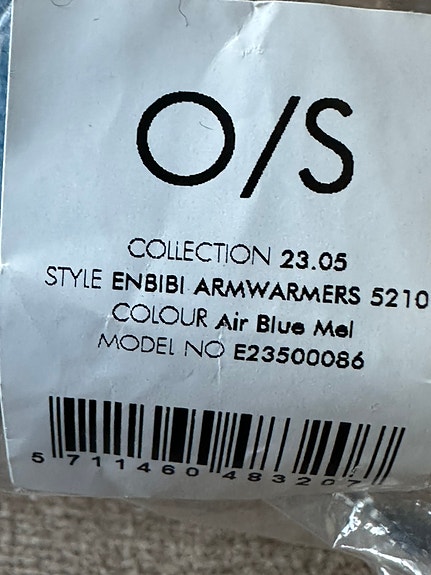 O/S
COLLECTION 23.05
STYLE ENBIBI ARMWARMERS 5210
COLOUR Air Blue Mel
MODEL NO E23500086
5 711460 483207